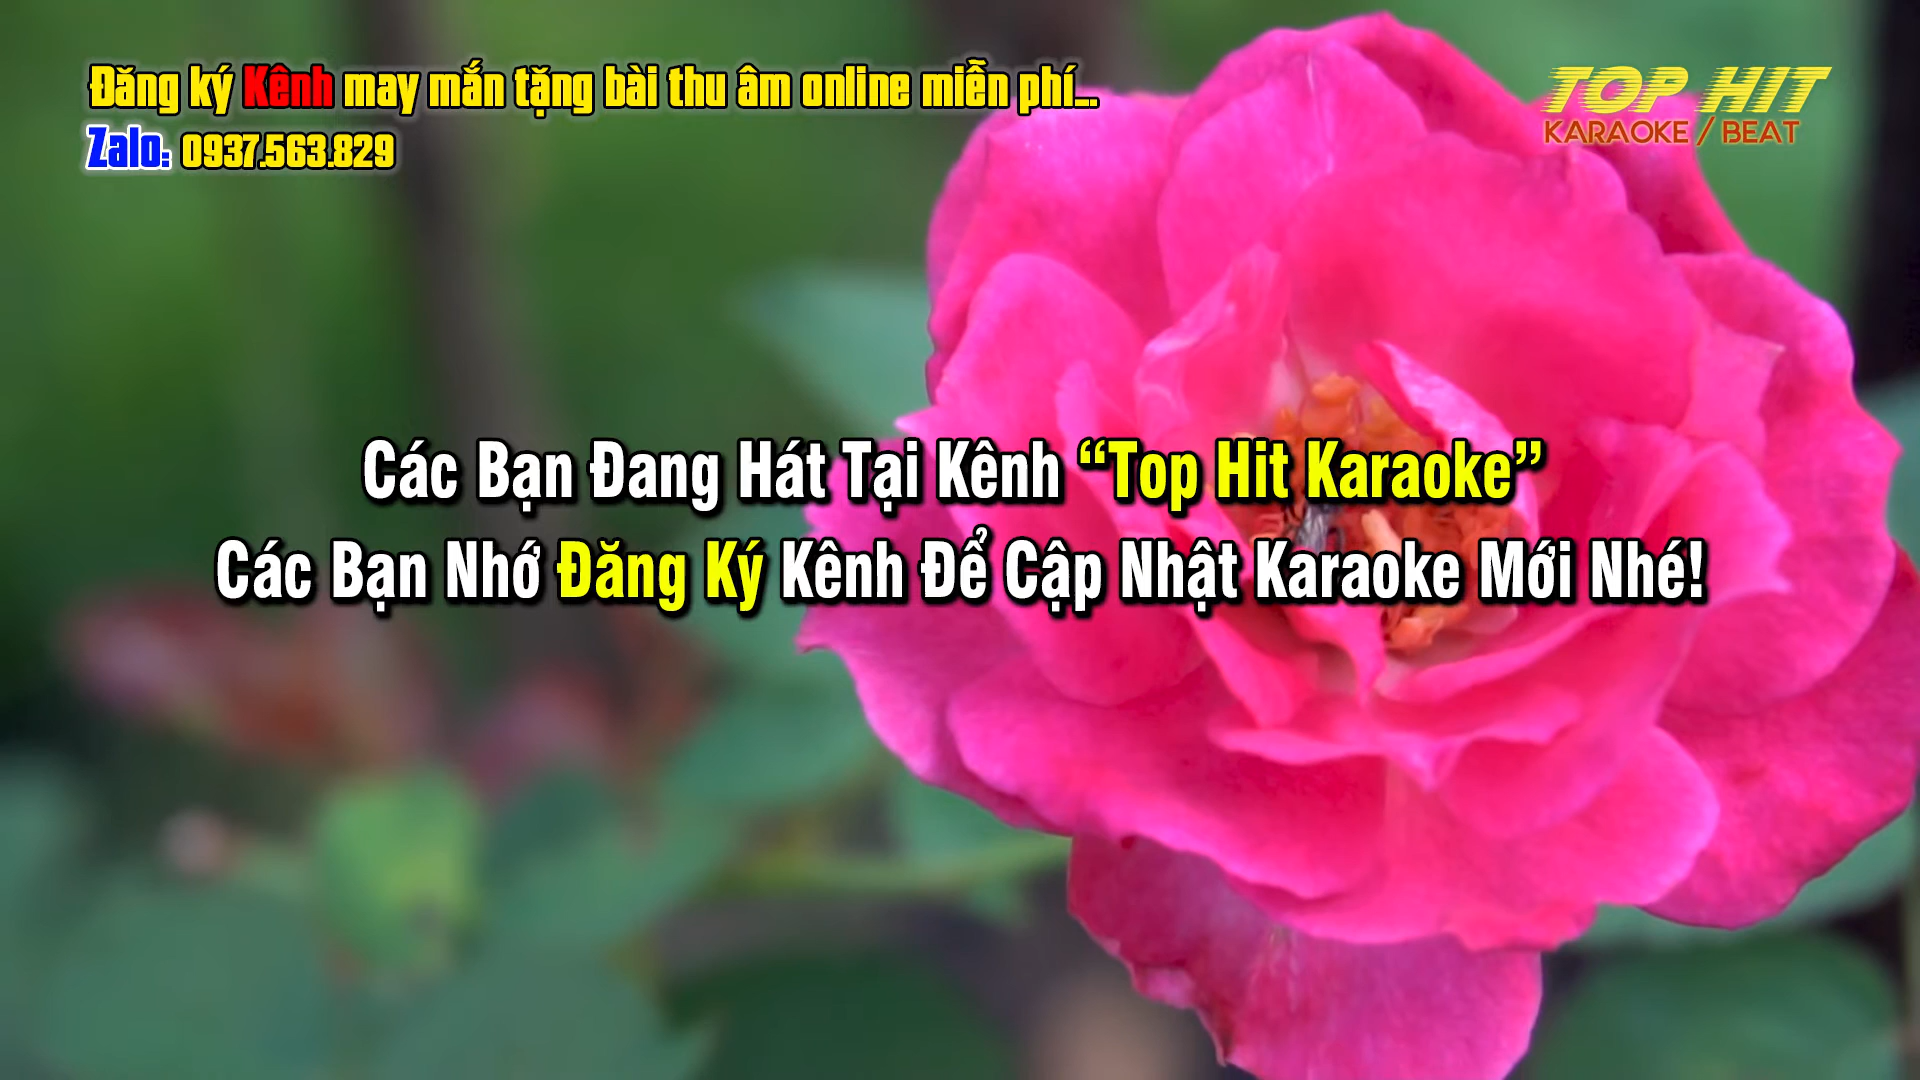 Đăng ký Kênh may mắn tặng bài thu âm online miễn phí...
Zalo: 0937.563.829
TOP HIT
KARAOKE / BEAT
Các Bạn Đang Hát Tại Kênh “Top Hit Karaoke”
Các Bạn Nhớ Đăng Ký Kênh Để Cập Nhật Karaoke Mới Nhé!